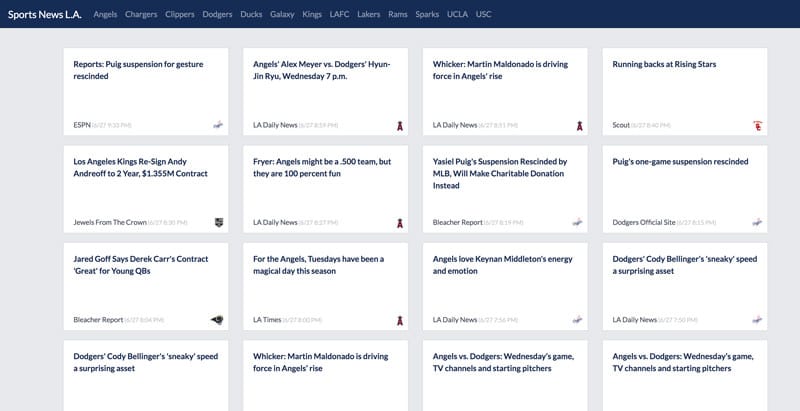 Sports News L.A. Angels Chargers Clippers Dodgers Ducks Galaxy Kings LAFC Lakers Rams Sparks UCLA USC
Reports: Puig suspension for gesture
rescinded
ESPN (6/27 9:33 PM)
Angels' Alex Meyer vs. Dodgers' Hyun-
Jin Ryu, Wednesday 7 p.m.
LA Daily News (6/27 8:59 PM)
Whicker: Martin Maldonado is driving
force in Angels' rise
LA Daily News (6/27 8:51 PM)
Running backs at Rising Stars
Scout (6/27 8:40 PM)
Los Angeles Kings Re-Sign Andy
Andreoff to 2 Year, $1.355M Contract
Jewels From The Crown (6/27 8:30 PM)
Fryer: Angels might be a .500 team, but
they are 100 percent fun
LA Daily News (6/27 8:27 PM)
Yasiel Puig's Suspension Rescinded by
MLB, Will Make Charitable Donation
Instead
Bleacher Report (6/27 8:19 PM)
Puig's one-game suspension rescinded
Dodgers Official Site (6/27 8:15 PM)
Jared Goff Says Derek Carr's Contract
'Great' for Young QBs
Bleacher Report (6/27 8:04 PM)
For the Angels, Tuesdays have been a
magical day this season
LA Times (6/27 8:00 PM)
Angels love Keynan Middleton's energy
and emotion
LA Daily News (6/27 7:56 PM)
Dodgers' Cody Bellinger's 'sneaky' speed
a surprising asset
LA Daily News (6/27 7:50 PM)
Dodgers' Cody Bellinger's 'sneaky' speed
a surprising asset
Whicker: Martin Maldonado is driving
force in Angels' rise
Angels vs. Dodgers: Wednesday's game,
TV channels and starting pitchers
Angels vs. Dodgers: Wednesday's game,
TV channels and starting pitchers